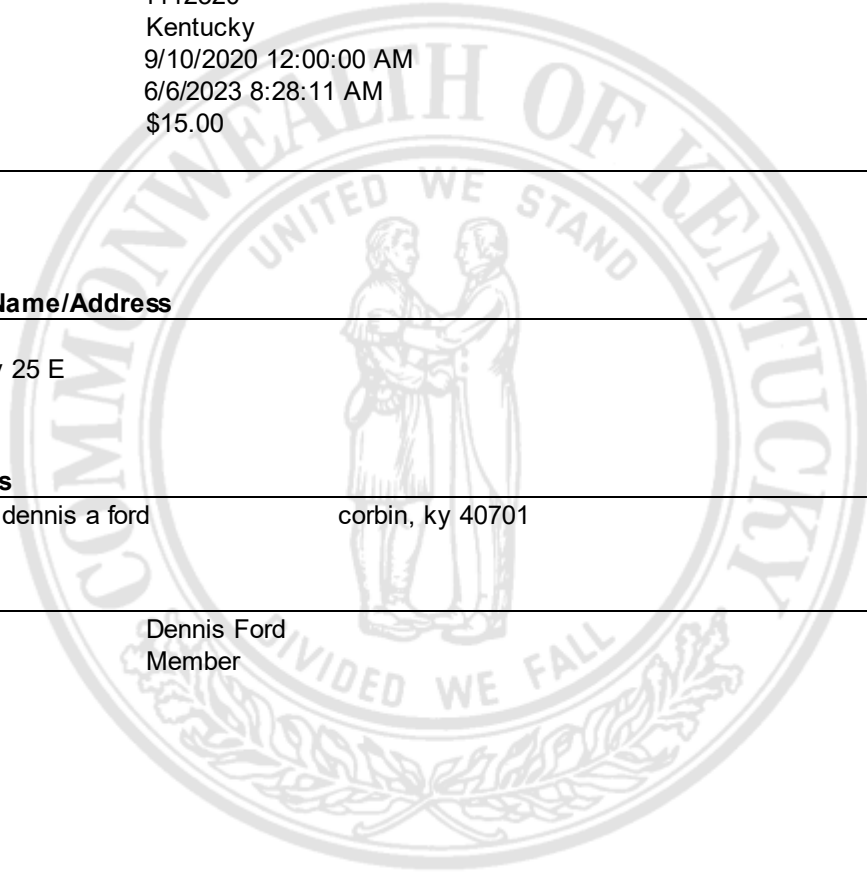 Kentucky
9/10/2020 12:00:00 AM
6/6/2023 8:28:11 AM
$15.00
COMMONWEALTH OF KENTUCKY
UNITED WE STAND
Name/Address
25 E
s
dennis a ford corbin, ky 40701
Dennis Ford
Member
DIVIDED WE FALL